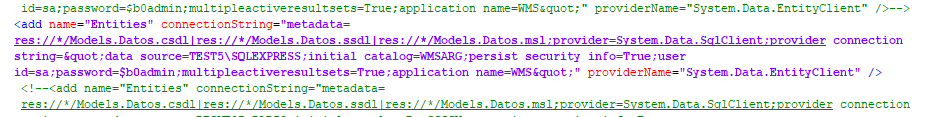 id=sa;password=$b0admin;multipleactiveresultsets=True;application name=WMS&quot;" providerName="System.Data.EntityClient" />-->
<add name="Entities" connectionString="metadata=
res://*/Models.Datos.csdl|res://*/Models.Datos.ssdl|res://*/Models.Datos.msl;provider=System.Data.SqlClient;provider connection
string=&quot;data source=TEST5\SQLEXPRESS;initial catalog=WMSARG;persist security info=True;user
id=sa;password=$b0admin;multipleactiveresultsets=True;application name=WMS&quot;" providerName="System.Data.EntityClient" />
<!--<add name="Entities" connectionString="metadata=
res://*/Models.Datos.csdl|res://*/Models.Datos.ssdl|res://*/Models.Datos.msl;provider=System.Data.SqlClient;provider connection